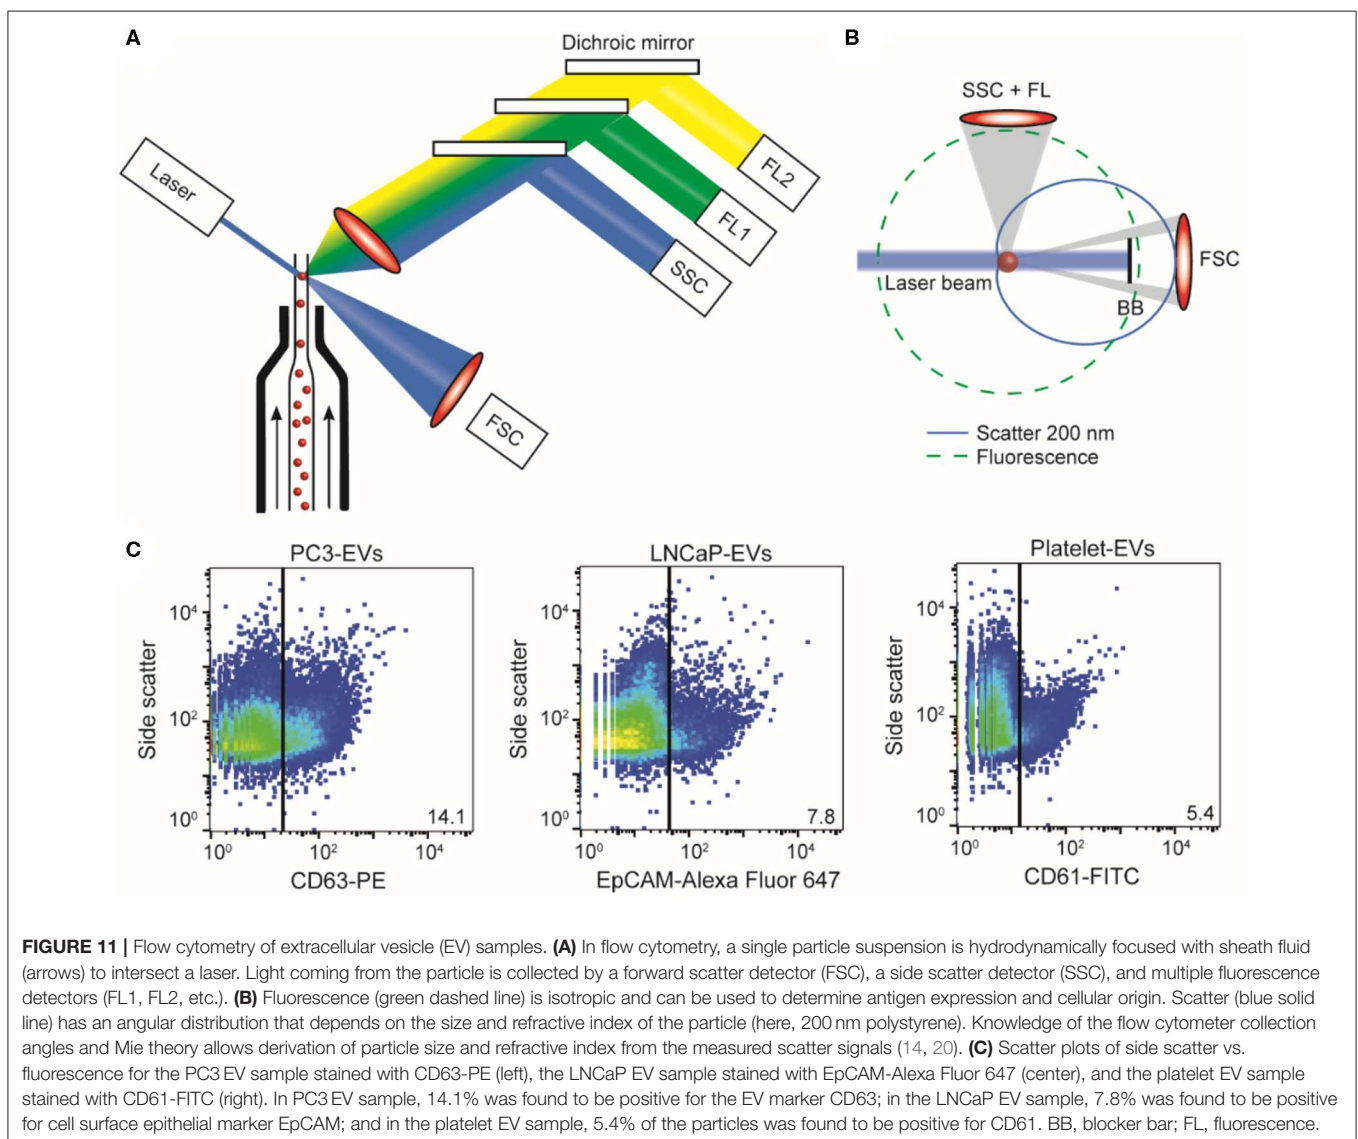 A
Dichroic mirror
Laser
FL2
FL1
SSC
FSC
B
SSC + FL
Laser beam
FSC
BB
Scatter 200 nm
Fluorescence
C
PC3-EVs
Side scatter
10⁴
10²
10⁰
14.1
10⁰ 10² 10⁴
CD63-PE
LNCaP-EVs
Side scatter
10⁴
10²
10⁰
7.8
10⁰ 10² 10⁴
EpCAM-Alexa Fluor 647
Platelet-EVs
Side scatter
10⁴
10²
10⁰
5.4
10⁰ 10² 10⁴
CD61-FITC
FIGURE 11 | Flow cytometry of extracellular vesicle (EV) samples. (A) In flow cytometry, a single particle suspension is hydrodynamically focused with sheath fluid
(arrows) to intersect a laser. Light coming from the particle is collected by a forward scatter detector (FSC), a side scatter detector (SSC), and multiple fluorescence
detectors (FL1, FL2, etc.). (B) Fluorescence (green dashed line) is isotropic and can be used to determine antigen expression and cellular origin. Scatter (blue solid
line) has an angular distribution that depends on the size and refractive index of the particle (here, 200 nm polystyrene). Knowledge of the flow cytometer collection
angles and Mie theory allows derivation of particle size and refractive index from the measured scatter signals (14, 20). (C) Scatter plots of side scatter vs.
fluorescence for the PC3 EV sample stained with CD63-PE (left), the LNCaP EV sample stained with EpCAM-Alexa Fluor 647 (center), and the platelet EV sample
stained with CD61-FITC (right). In PC3 EV sample, 14.1% was found to be positive for the EV marker CD63; in the LNCaP EV sample, 7.8% was found to be positive
for cell surface epithelial marker EpCAM; and in the platelet EV sample, 5.4% of the particles was found to be positive for CD61. BB, blocker bar; FL, fluorescence.